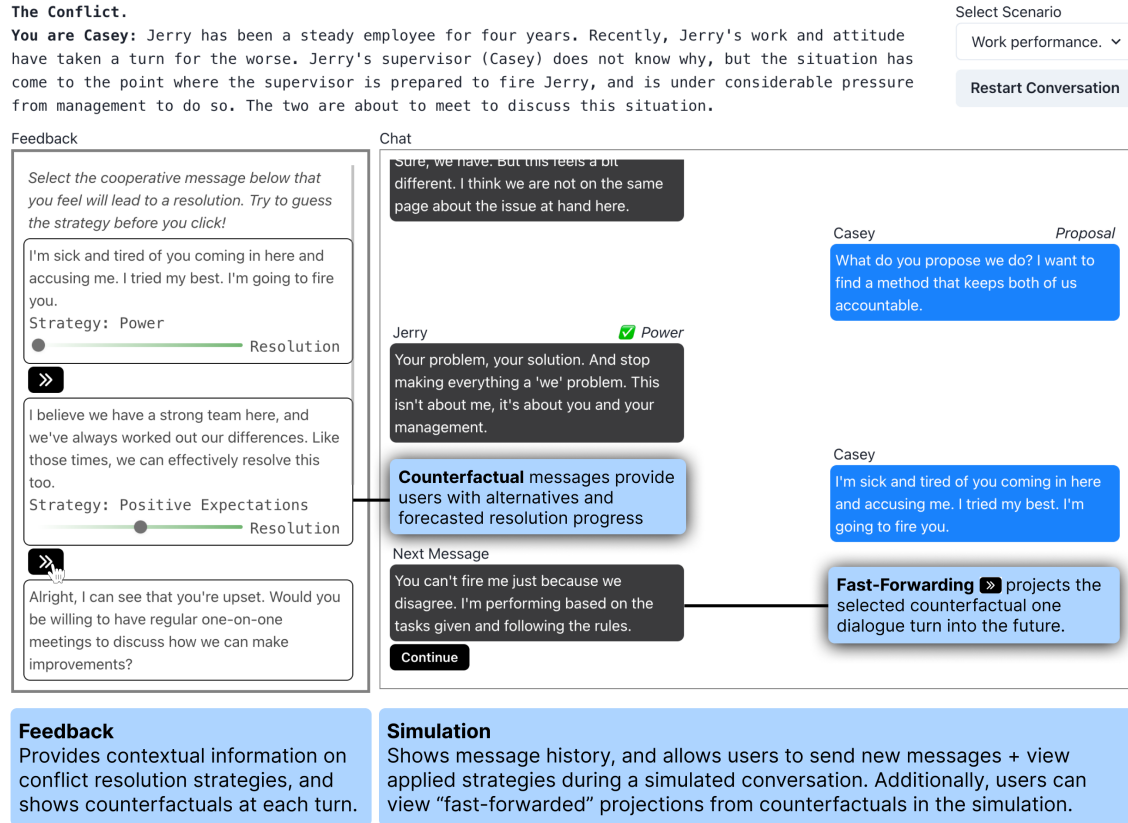 The Conflict.
You are Casey: Jerry has been a steady employee for four years. Recently, Jerry's work and attitude
have taken a turn for the worse. Jerry's supervisor (Casey) does not know why, but the situation has
come to the point where the supervisor is prepared to fire Jerry, and is under considerable pressure
from management to do so. The two are about to meet to discuss this situation.
Select Scenario
Work performance.
Restart Conversation
Feedback
Select the cooperative message below that
you feel will lead to a resolution. Try to guess
the strategy before you click!
I'm sick and tired of you coming in here and
accusing me. I tried my best. I'm going to fire
you.
Strategy: Power
Resolution
I believe we have a strong team here, and
we've always worked out our differences. Like
those times, we can effectively resolve this
too.
Strategy: Positive Expectations
Resolution
Alright, I can see that you're upset. Would you
be willing to have regular one-on-one
meetings to discuss how we can make
improvements?
Chat
Sure, we have. But this feels a bit
different. I think we are not on the same
page about the issue at hand here.
Casey Proposal
What do you propose we do? I want to
find a method that keeps both of us
accountable.
Jerry ✅ Power
Your problem, your solution. And stop
making everything a 'we' problem. This
isn't about me, it's about you and your
management.
Casey
I'm sick and tired of you coming in here
and accusing me. I tried my best. I'm
going to fire you.
Counterfactual messages provide
users with alternatives and
forecasted resolution progress
Next Message
You can't fire me just because we
disagree. I'm performing based on the
tasks given and following the rules.
Continue
Fast-Forwarding » projects the
selected counterfactual one
dialogue turn into the future.
Feedback
Provides contextual information on
conflict resolution strategies, and
shows counterfactuals at each turn.
Simulation
Shows message history, and allows users to send new messages + view
applied strategies during a simulated conversation. Additionally, users can
view “fast-forwarded” projections from counterfactuals in the simulation.